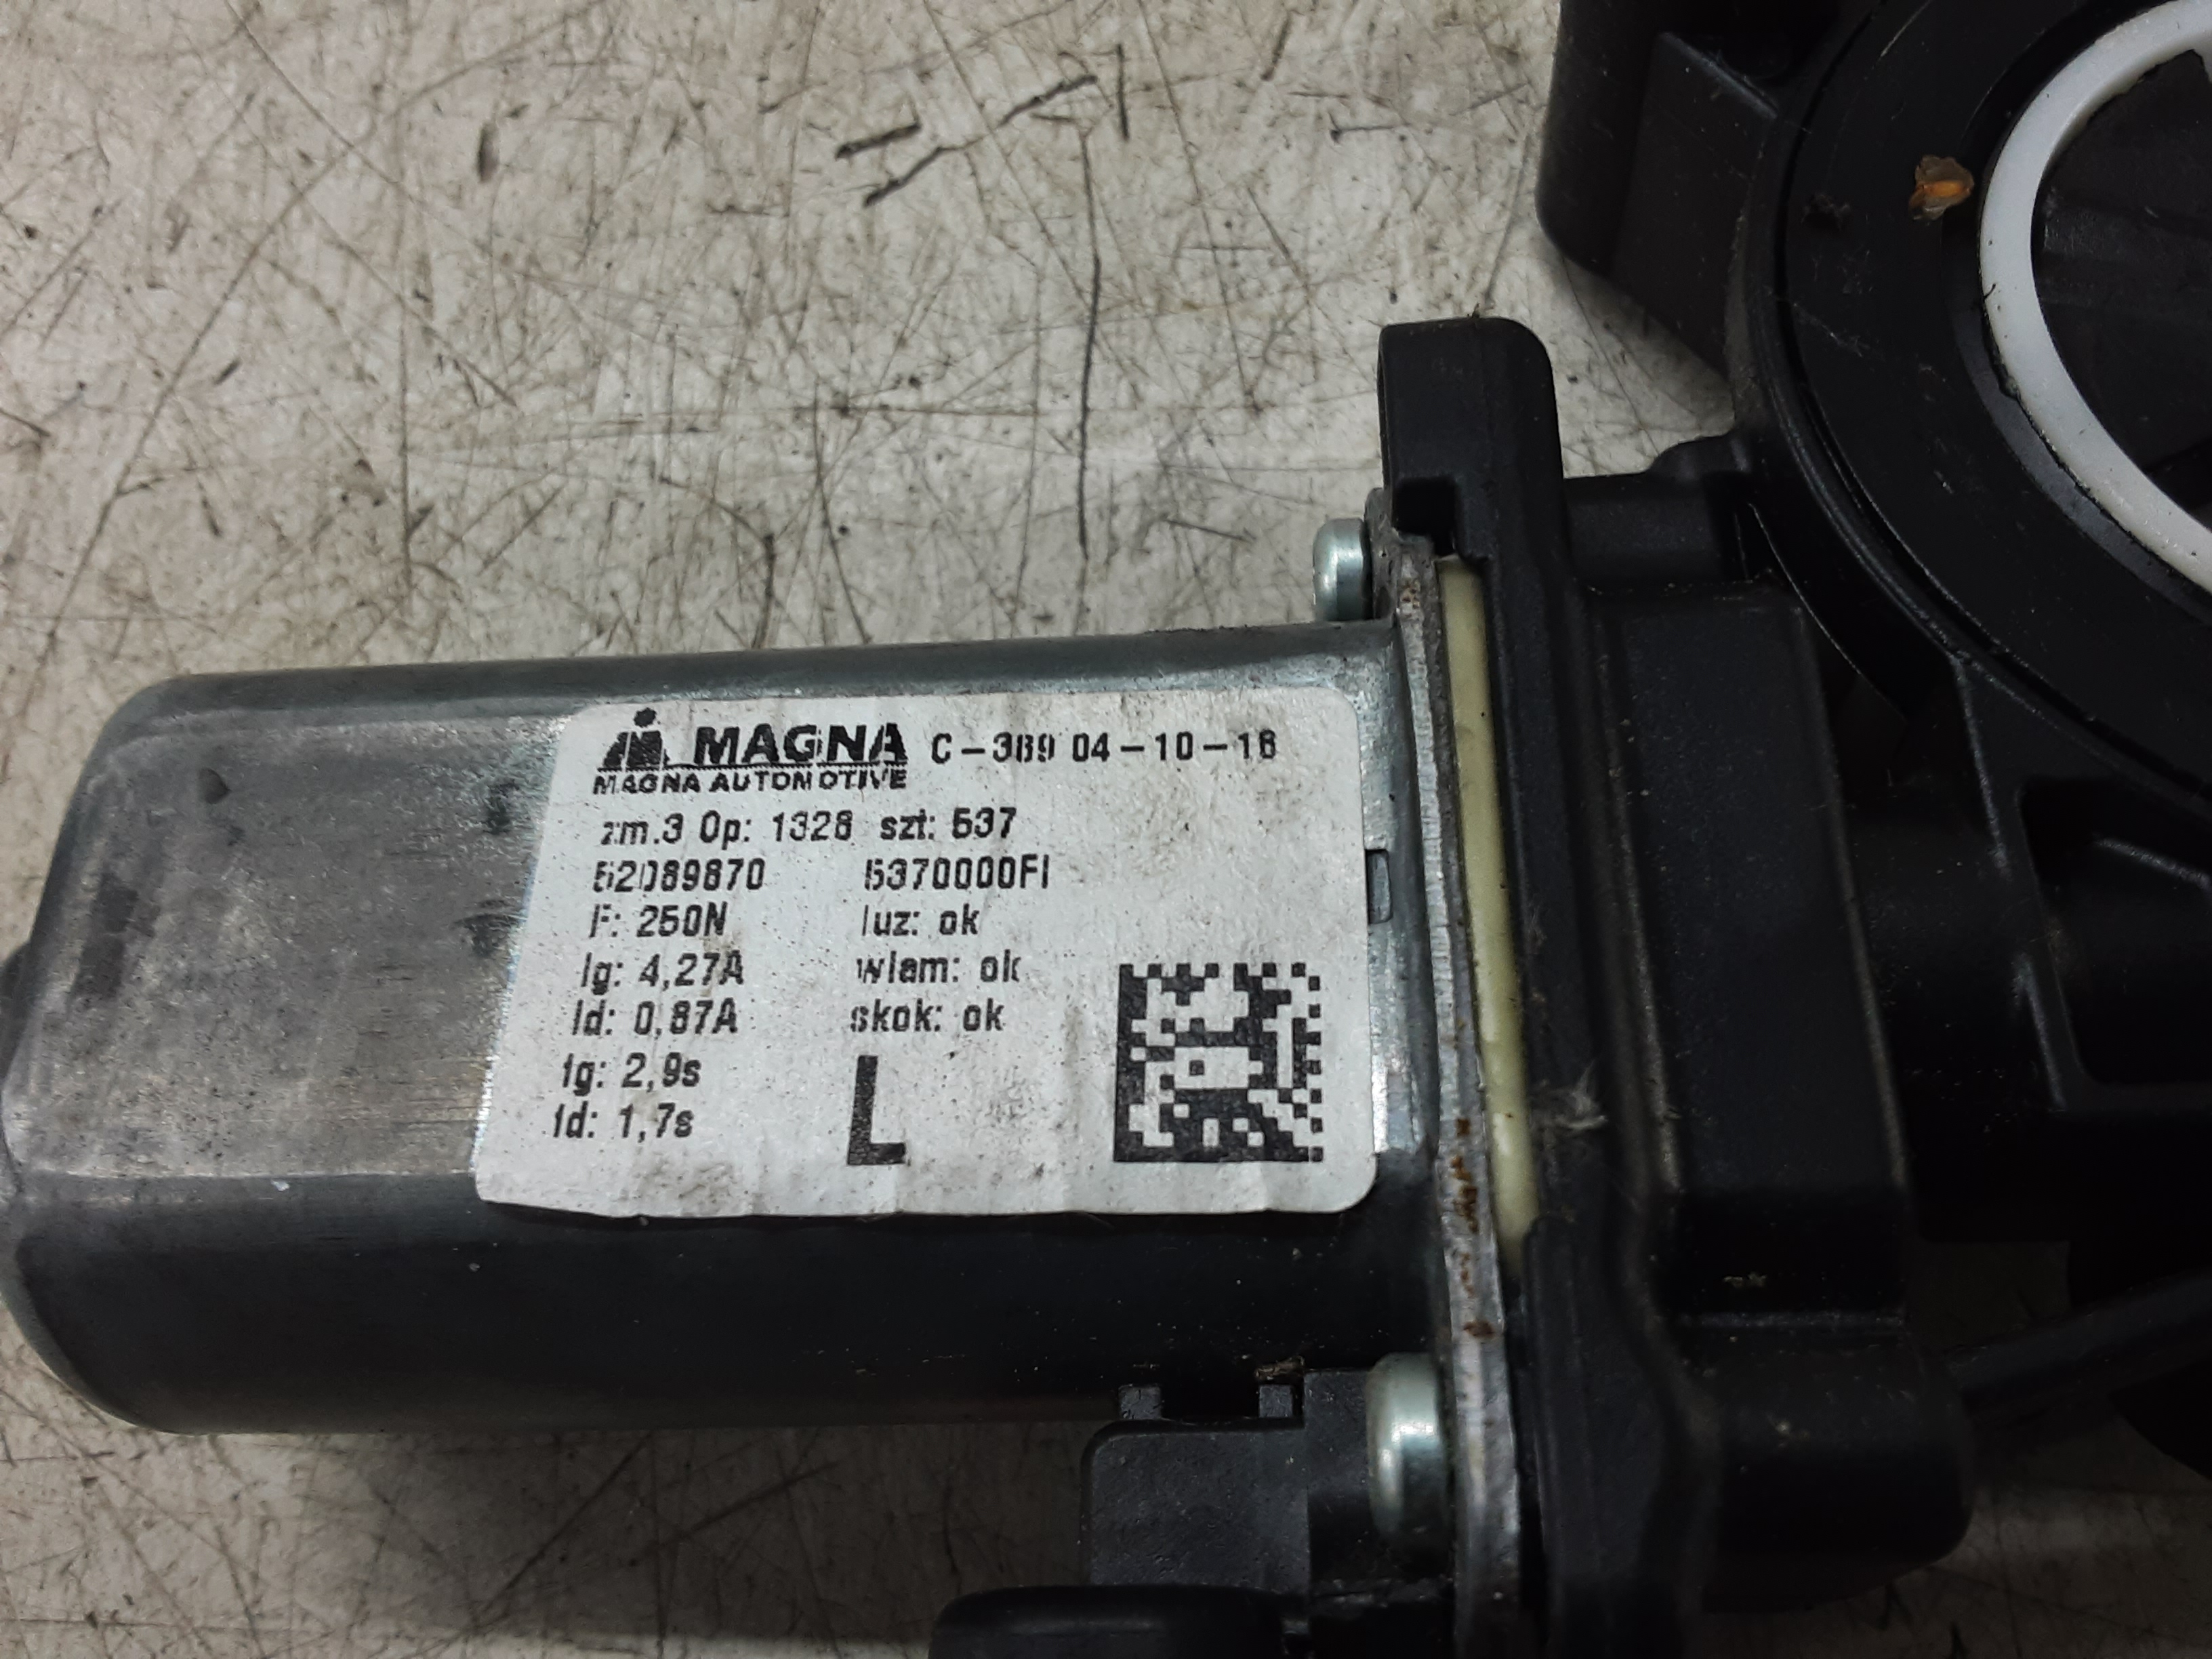 MAGNA C-389 04-10-16
MAGNA AUTOMOTIVE
zm.3 Op: 1328 szt: 537
52089870 5370000FI
F: 250N luz: ok
Ig: 4,27A wlam: ok
Id: 0,87A skok: ok
tg: 2,9s
td: 1,7s L